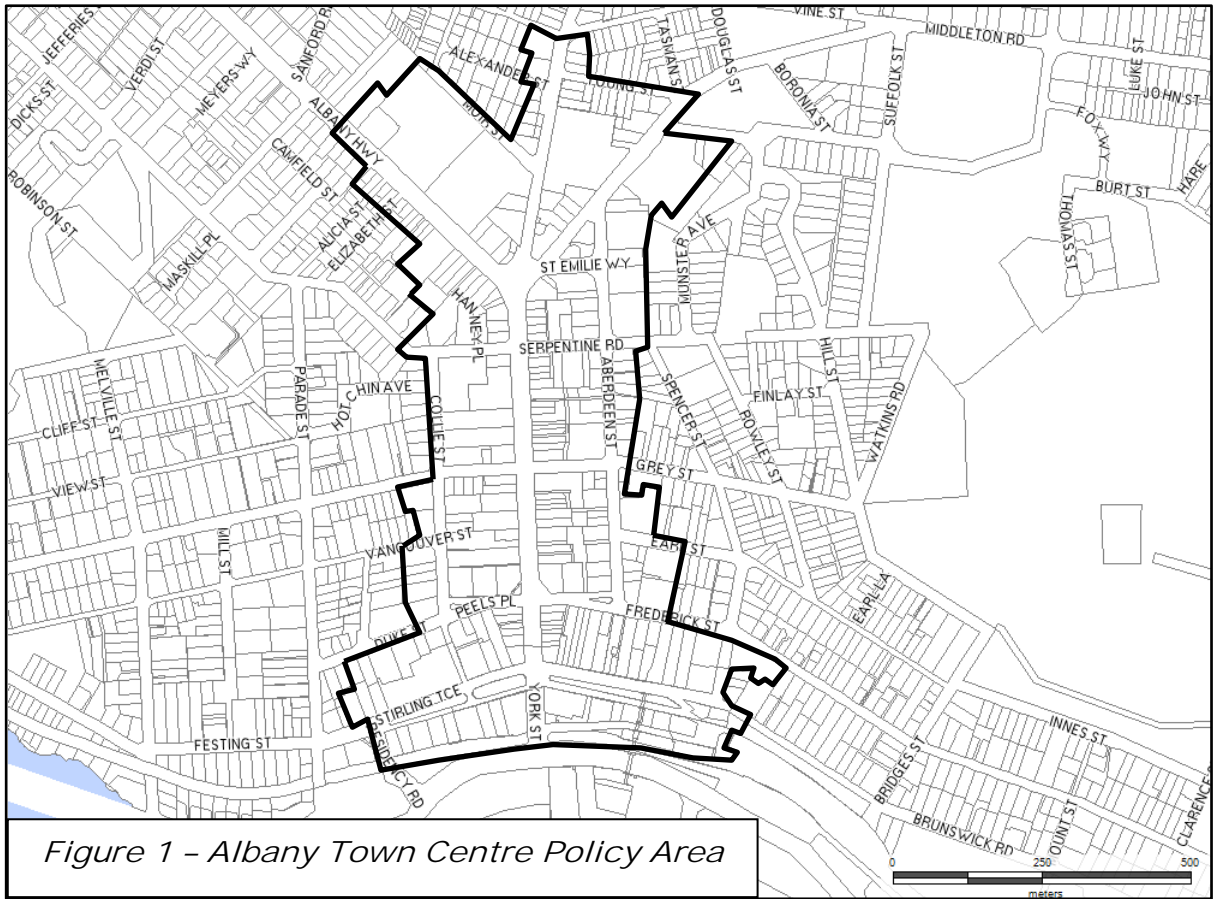 VINE ST
JEFFERIES S
VERDI ST
SANFORD R
TASMAN ST
DOUGLAS ST
MIDDLETON RD
LUKE ST
ALEXANDER ST
DICKS ST
MEYERS WY
YOUNG S
BORONIA ST
SUFFOLK ST
JOHN ST
ALBANY HWY
MUIR ST
FOX WY
CAMFIELD ST
HARE
ROBINSON ST
BURT ST
ALICIA ST
ELIZABETH ST
THOMAS ST
MASKILL PL
MUNSTER AVE
ST EMILIE WY
HANNEY PL
SERPENTINE RD
HILL ST
MELVILLE ST
PARADE ST
HOTCHIN AVE
ABERDEEN ST
SPENCER ST
FINLAY ST
ROWLEY ST
WATKINS RD
COLLIE ST
CLIFF ST
VIEW ST
GREY ST
MILL ST
VANCOUVER ST
EARL ST
EARL LA
PEELS PL
DUKE ST
FREDERICK ST
STIRLING TCE
YORK ST
INNES ST
FESTING ST
RESIDENCY RD
BRIDGES ST
BRUNSWICK RD
OUNT ST
CLARENCE
Figure 1 – Albany Town Centre Policy Area
0 250 500
meters